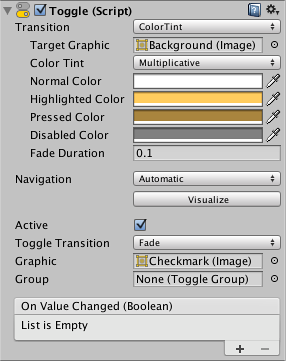 Toggle (Script)
Transition ColorTint
Target Graphic Background (Image)
Color Tint Multiplicative
Normal Color
Highlighted Color
Pressed Color
Disabled Color
Fade Duration 0.1
Navigation Automatic
Visualize
Active
Toggle Transition Fade
Graphic Checkmark (Image)
Group None (Toggle Group)
On Value Changed (Boolean)
List is Empty